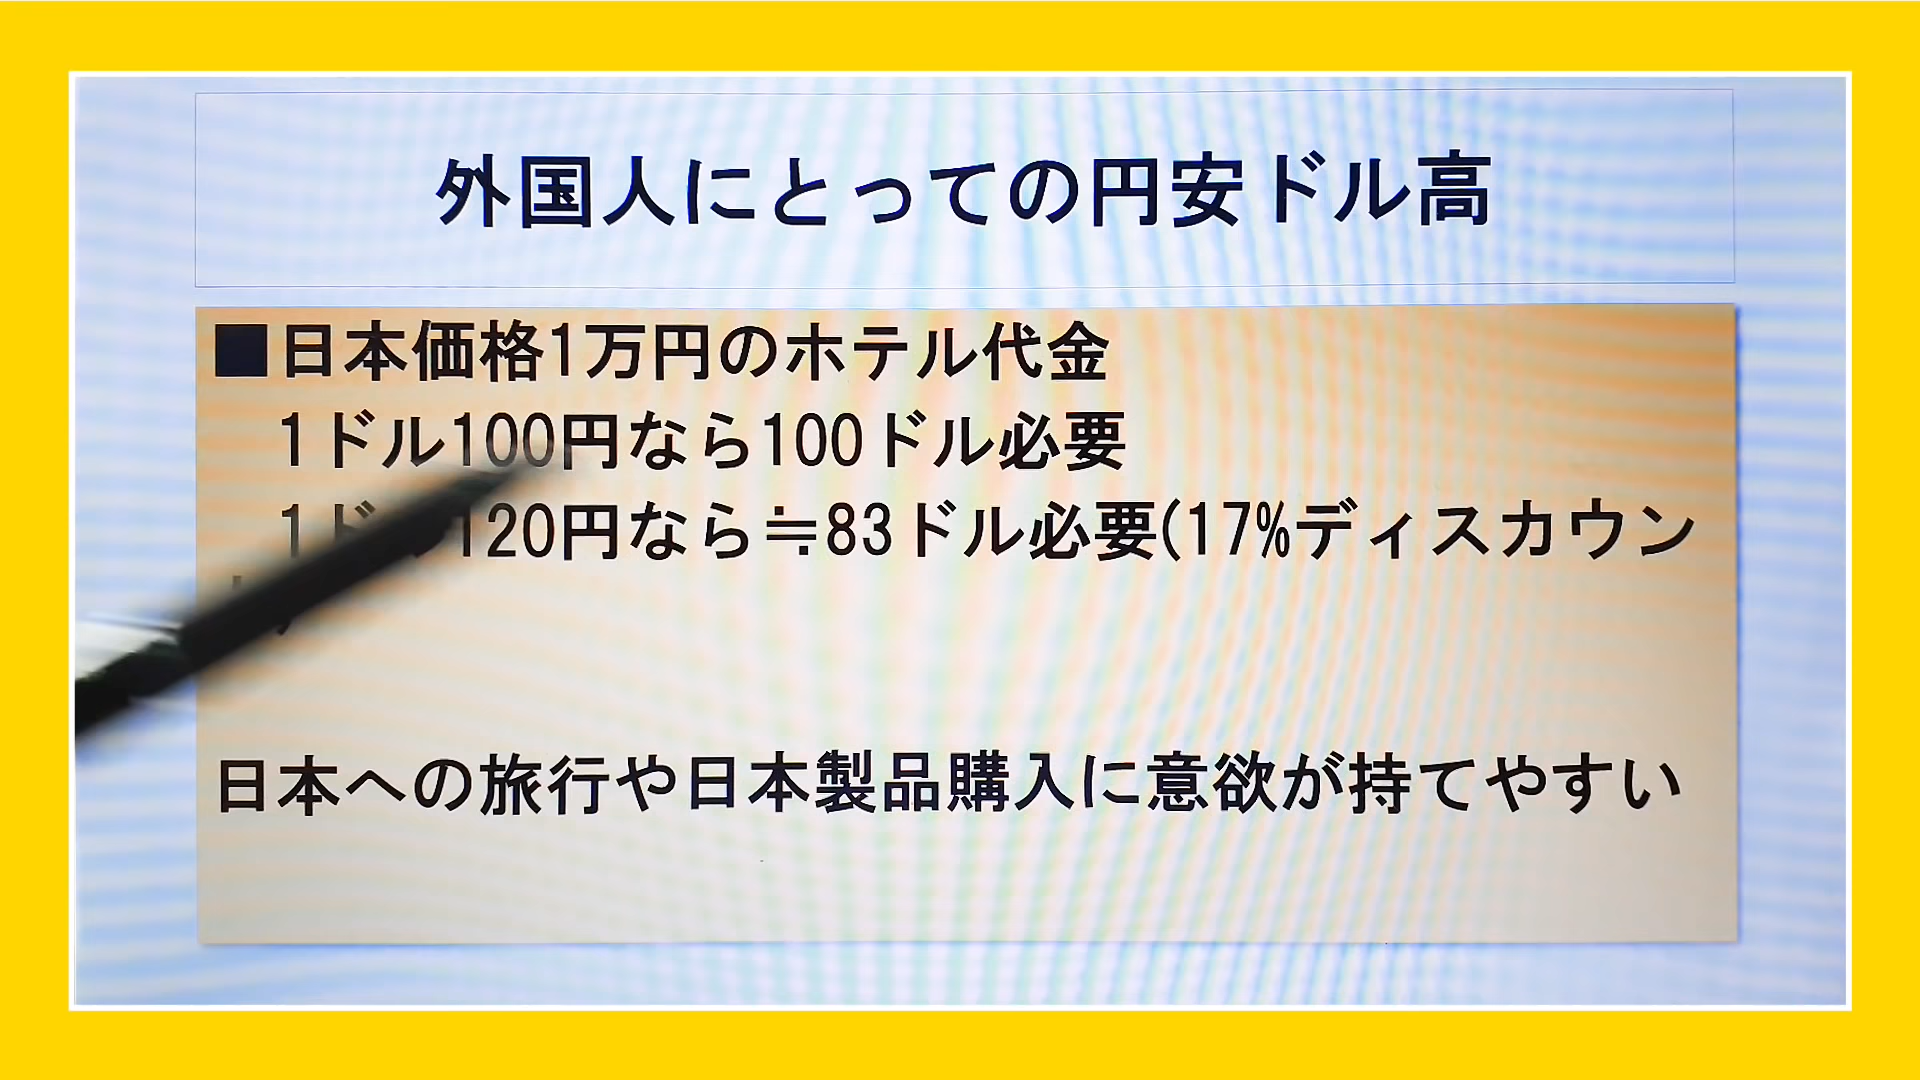 外国人にとっての円安ドル高
■日本価格1万円のホテル代金
1ドル100円なら100ドル必要
120円なら≒83ドル必要(17%ディスカウン
日本への旅行や日本製品購入に意欲が持てやすい